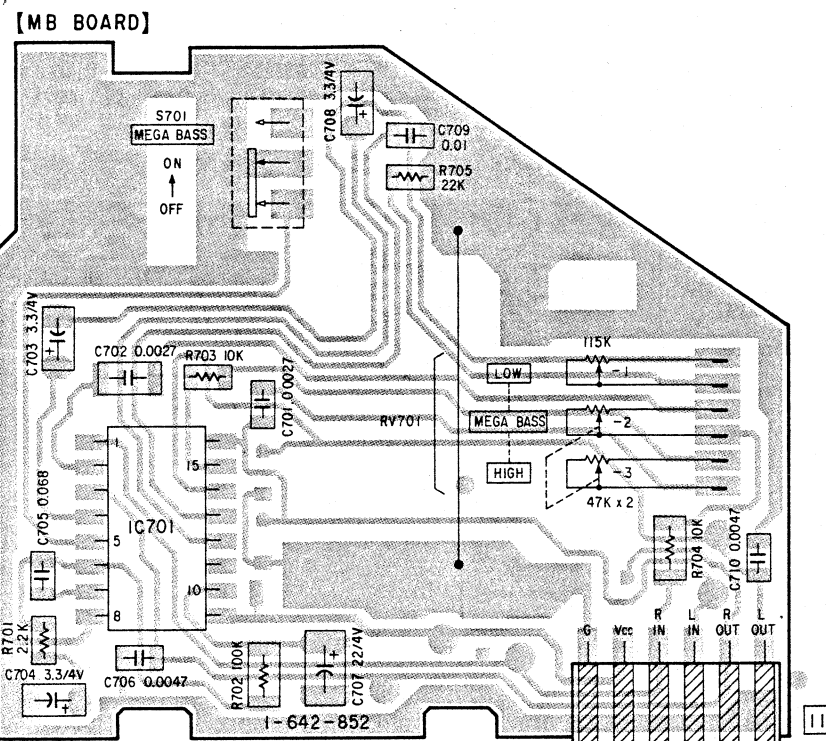 [MB BOARD]
S701
MEGA BASS
ON
OFF
C708 3.3/4V
C709
0.01
R705
22K
C703 3.3/4V
C702 0.0027
R703 10K
C701 0.0027
RV701
LOW
MEGA BASS
HIGH
115K
-1
-2
-3
47K x 2
1
15
5
IC701
10
8
C705 0.068
R701
2.2K
C704 3.3/4V
C706 0.0047
R702 100K
C707 22/4V
R704 10K
C710 0.0047
G
Vcc
R
IN
L
IN
R
OUT
L
OUT
1-642-852
11